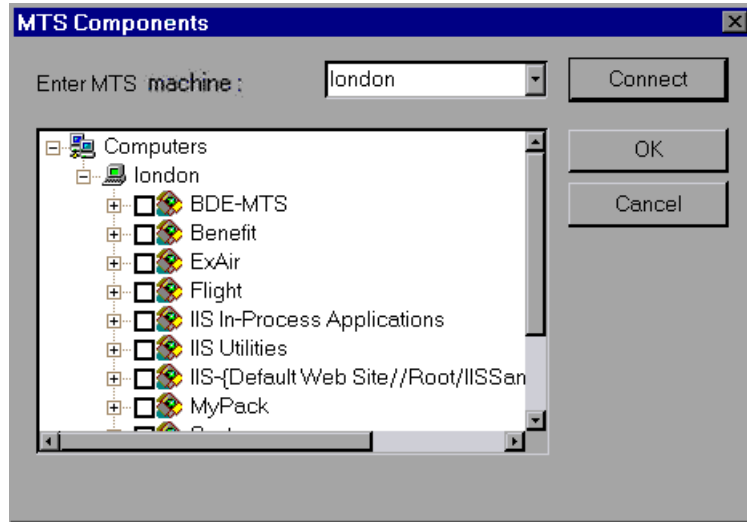 MTS Components
Enter MTS machine :
london
Connect
Computers
london
BDE-MTS
Benefit
ExAir
Flight
IIS In-Process Applications
IIS Utilities
IIS-{Default Web Site//Root/IISSan
MyPack
OK
Cancel